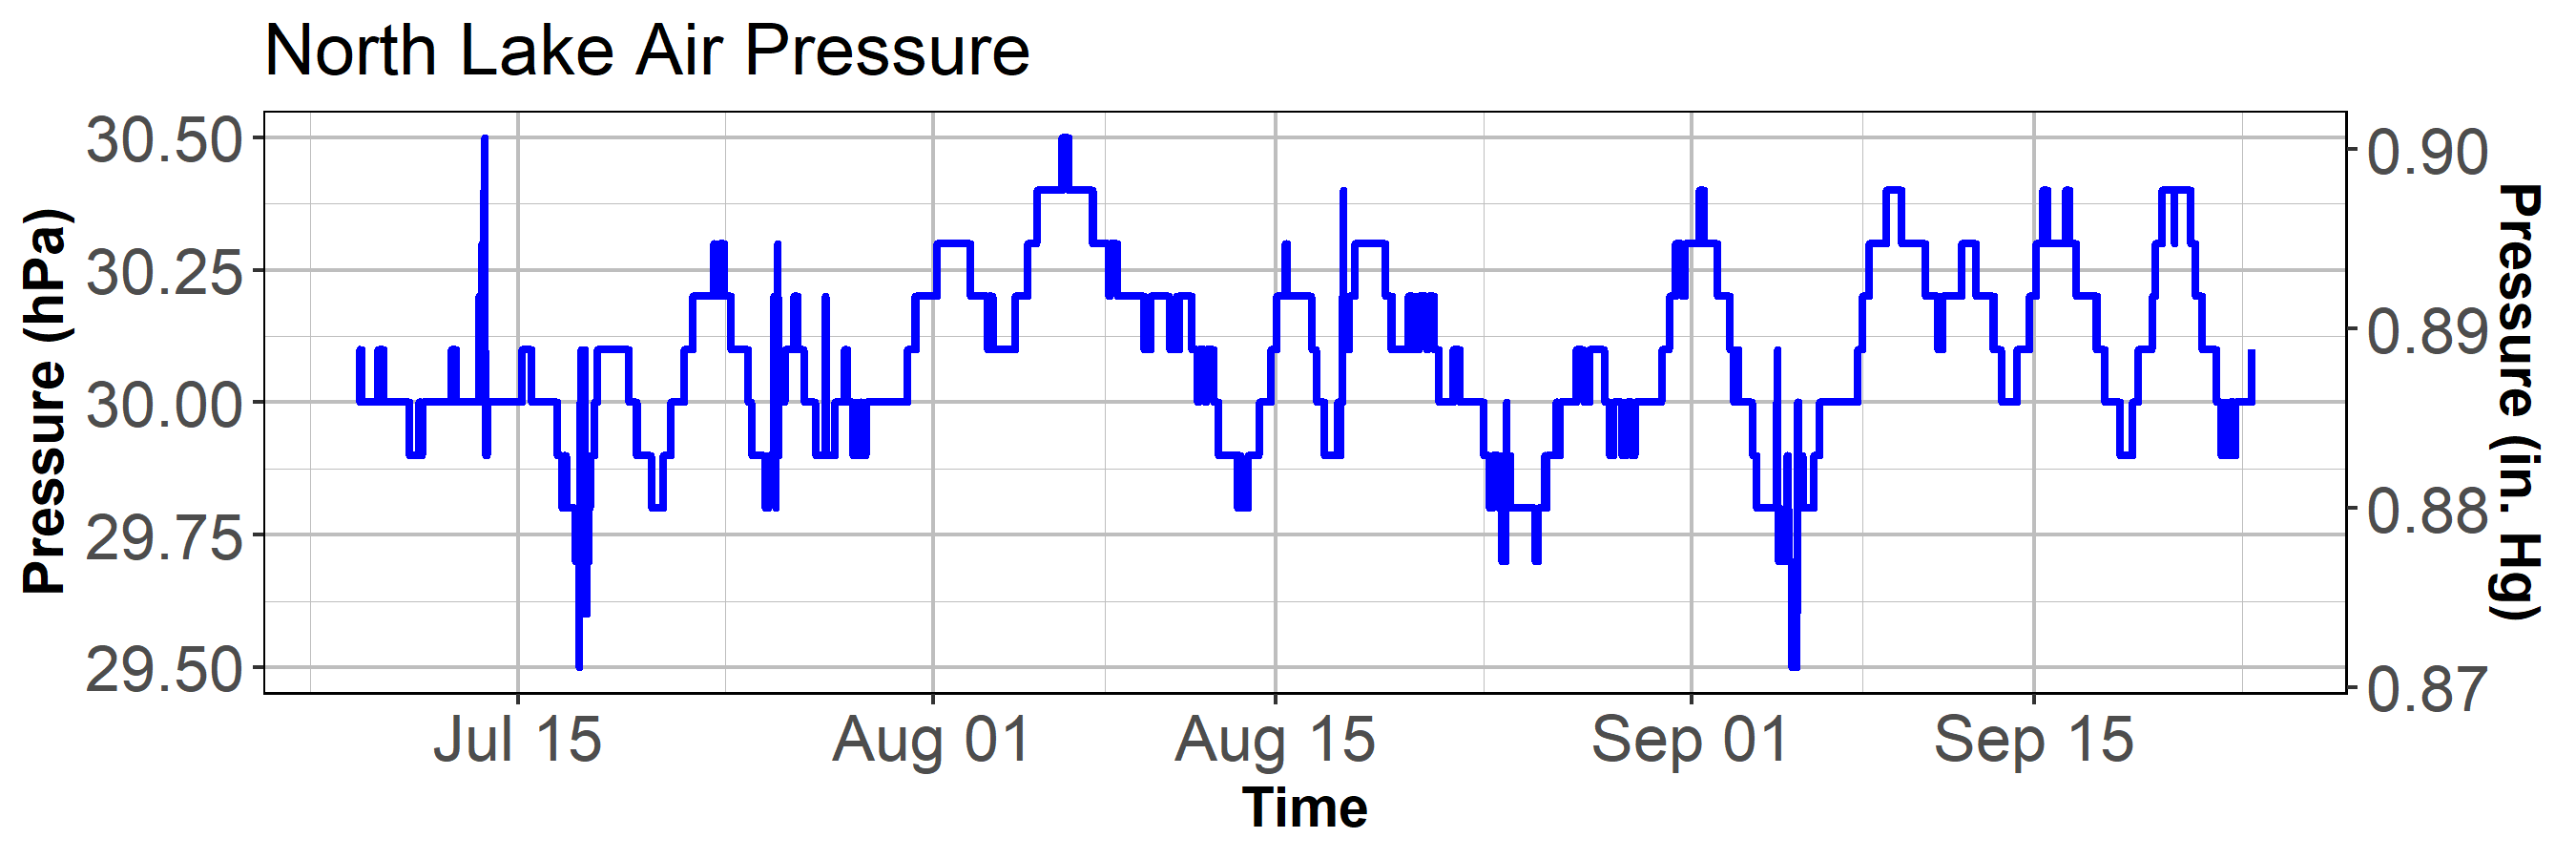 North Lake Air Pressure
Pressure (hPa)
30.50
30.25
30.00
29.75
29.50
0.90
0.89
0.88
0.87
Pressure (in. Hg)
Jul 15 Aug 01 Aug 15 Sep 01 Sep 15
Time